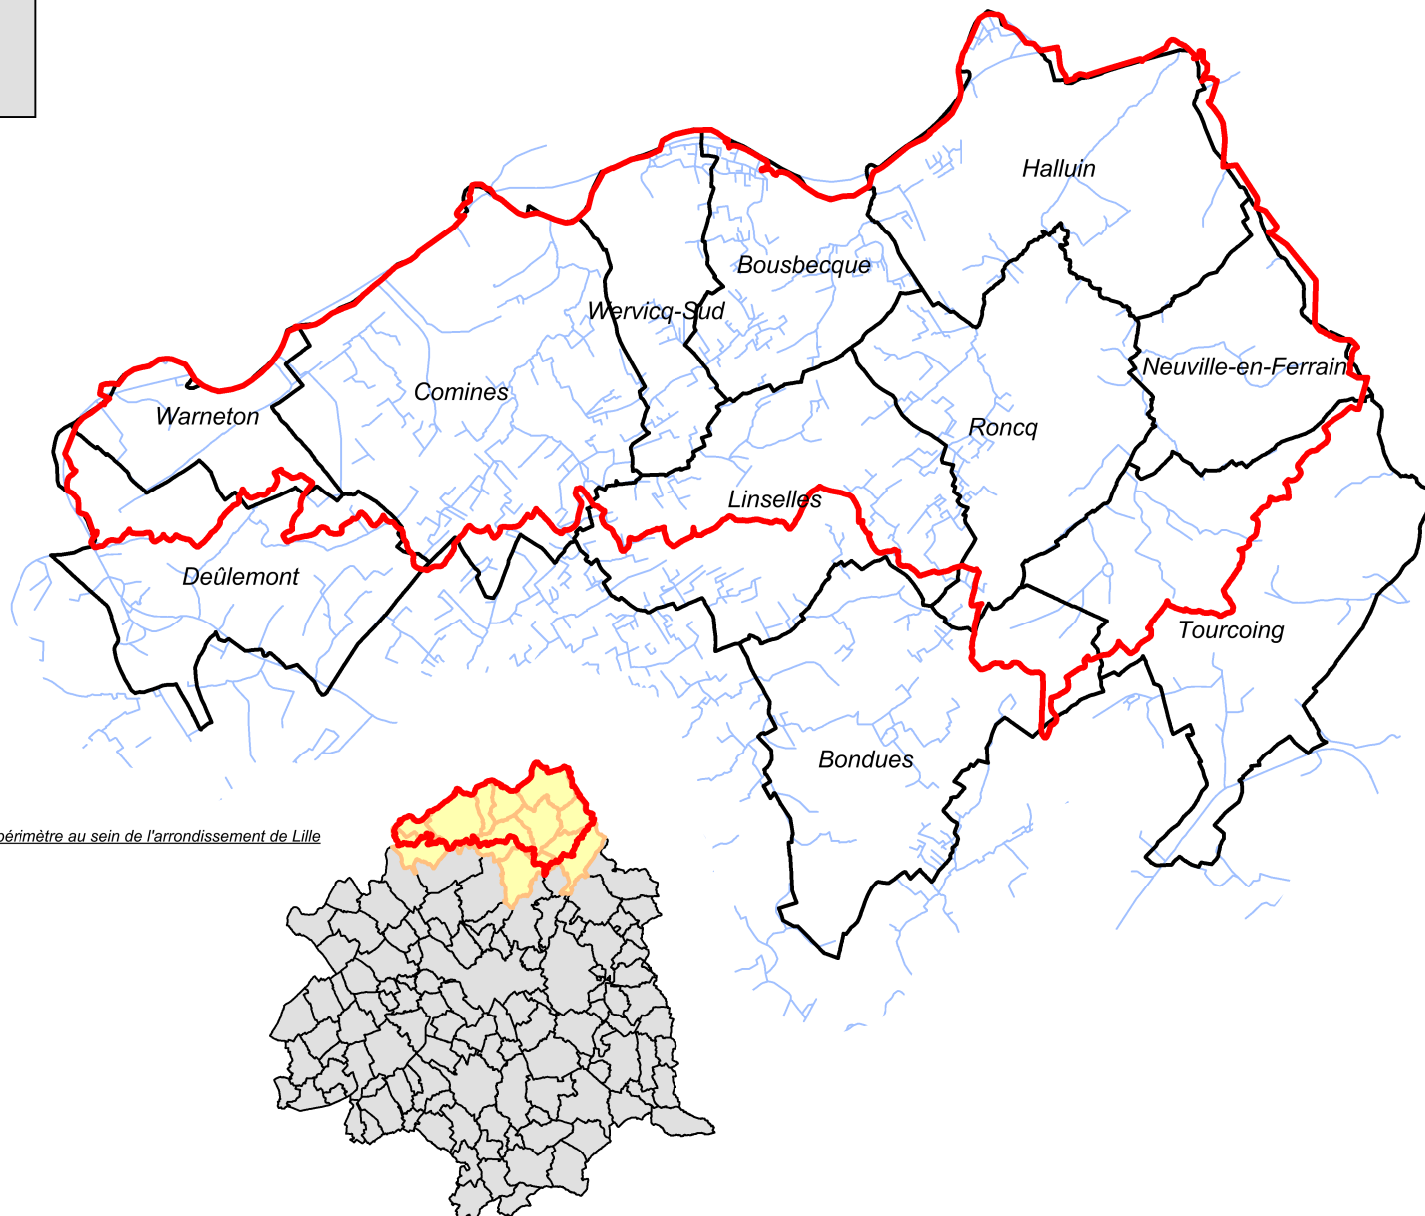 Halluin
Bousbecque
Wervicq-Sud
Neuville-en-Ferrain
Comines
Warneton
Roncq
Linselles
Deûlemont
Tourcoing
Bondues
périmètre au sein de l'arrondissement de Lille